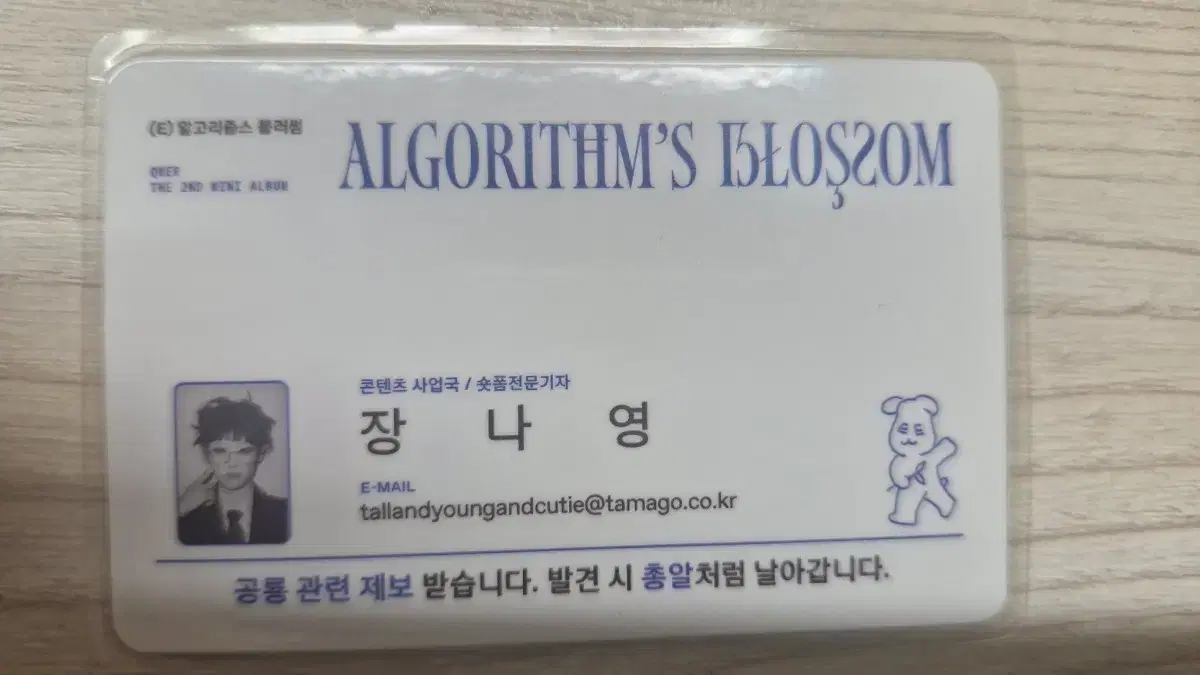 (E) 알고리즘스 블러썸
QWER
THE 2ND MINI ALBUM
ALGORITHM'S BLOSSOM
콘텐츠 사업국 / 숏폼전문기자
장 나 영
E-MAIL
tallandyoungandcutie@tamago.co.kr
공룡 관련 제보 받습니다. 발견 시 총알처럼 날아갑니다.